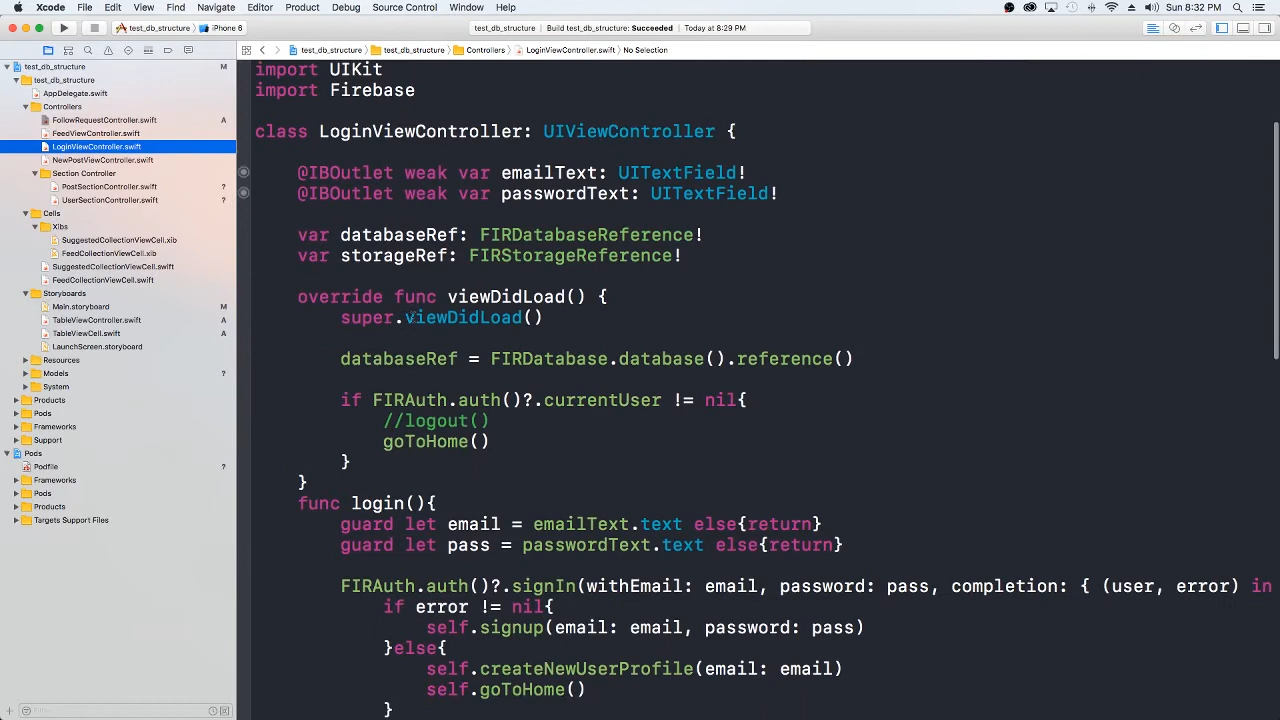 Xcode File Edit View Find Navigate Editor Product Debug Source Control Window Help Sun 8:32 PM
test_db_structure iPhone 6 test_db_structure Build test_db_structure: Succeeded Today at 8:29 PM
test_db_structure test_db_structure Controllers LoginViewController.swift No Selection
test_db_structure M
test_db_structure
AppDelegate.swift
Controllers
FollowRequestController.swift A
FeedViewController.swift
LoginViewController.swift
NewPostViewController.swift
Section Controller
PostSectionController.swift ?
UserSectionController.swift ?
Cells
Xibs
SuggestedCollectionViewCell.xib
FeedCollectionViewCell.xib
SuggestedCollectionViewCell.swift
FeedCollectionViewCell.swift
Storyboards
Main.storyboard M
TableViewController.swift A
TableViewCell.swift A
LaunchScreen.storyboard
Resources
Models
System
Products
Pods
Frameworks
Support
Pods
Podfile ?
Frameworks
Pods
Products
Targets Support Files
import UIKit
import Firebase
class LoginViewController: UIViewController {
@IBOutlet weak var emailText: UITextField!
@IBOutlet weak var passwordText: UITextField!
var databaseRef: FIRDatabaseReference!
var storageRef: FIRStorageReference!
override func viewDidLoad() {
super.viewDidLoad()
databaseRef = FIRDatabase.database().reference()
if FIRAuth.auth()?.currentUser != nil{
//logout()
goToHome()
}
}
func login(){
guard let email = emailText.text else{return}
guard let pass = passwordText.text else{return}
FIRAuth.auth()?.signIn(withEmail: email, password: pass, completion: { (user, error) in
if error != nil{
self.signup(email: email, password: pass)
}else{
self.createNewUserProfile(email: email)
self.goToHome()
}